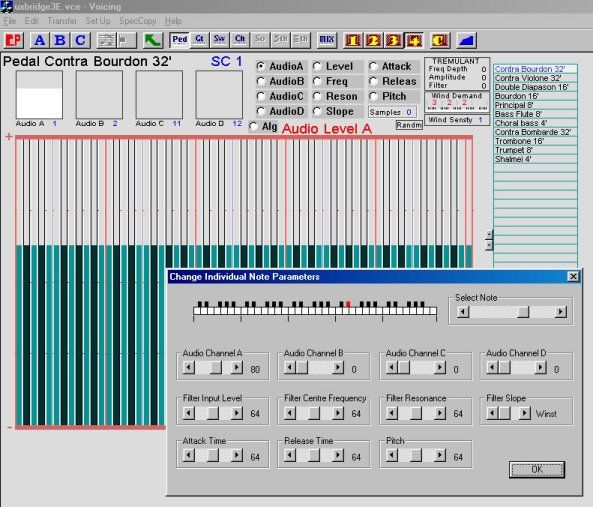 uxbridge3E.vce - Voicing
File Edit Transfer Set Up SpecCopy Help
EP A B C Ped Gt Sw Ch So 5th Str Em MIX
Pedal Contra Bourdon 32' SC 1
AudioA Level Attack
AudioB Freq Releas
AudioC Reson Pitch
AudioD Slope Samples 0
Alg Audio Level A Randm
Audio A 1 Audio B 2 Audio C 11 Audio D 12
TREMULANT
Freq Depth 0
Amplitude 0
Filter 0
Wind Demand
3 2 2
Wind Sensty 1
Contra Bourdon 32'
Contra Violone 32'
Double Diapason 16'
Bourdon 16'
Principal 8'
Bass Flute 8'
Choral bass 4'
Contra Bombarde 32'
Trombone 16'
Trumpet 8'
Shalmei 4'
+
-
Change Individual Note Parameters
Select Note
Audio Channel A Audio Channel B Audio Channel C Audio Channel D
80 0 0 0
Filter Input Level Filter Centre Frequency Filter Resonance Filter Slope
64 64 64 Winst
Attack Time Release Time Pitch
64 64 64
OK